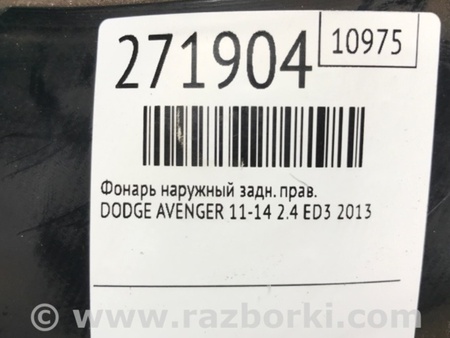 271904
10975
Фонарь наружный задн. прав.
DODGE AVENGER 11-14 2.4 ED3 2013
© www.razborki.com